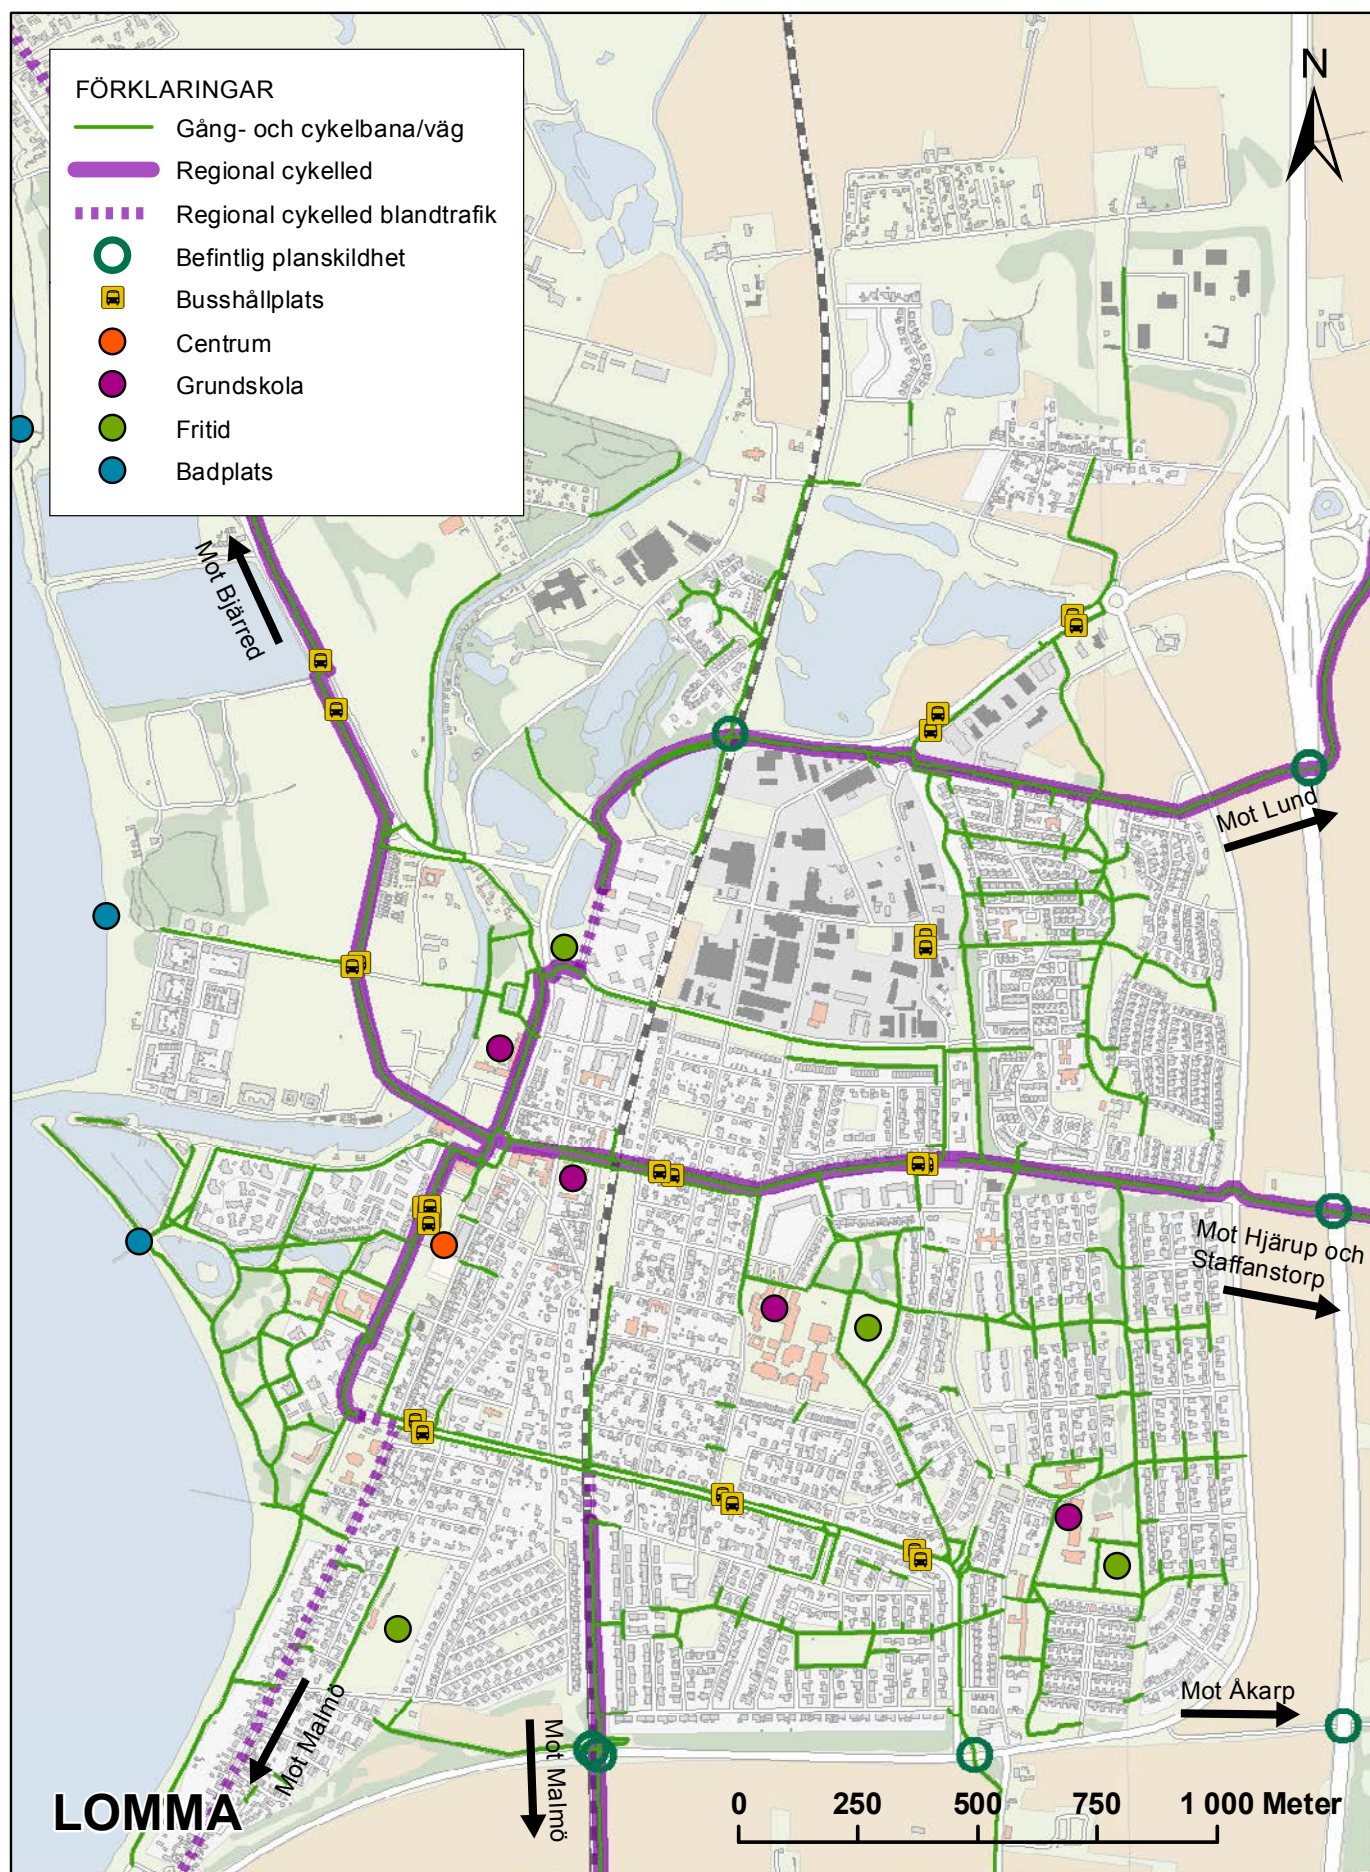 FÖRKLARINGAR
Gång- och cykelbana/väg
Regional cykelled
Regional cykelled blandtrafik
Befintlig planskildhet
Busshållplats
Centrum
Grundskola
Fritid
Badplats
N
Mot Bjärred
Mot Lund
Mot Hjärup och
Staffanstorp
Mot Åkarp
Mot Malmö
Mot Malmö
LOMMA
0 250 500 750 1 000 Meter